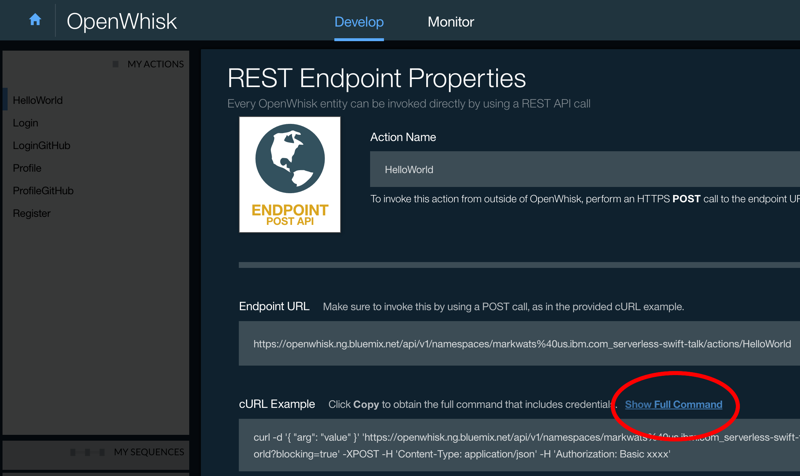 OpenWhisk
Develop
Monitor
MY ACTIONS
HelloWorld
Login
LoginGitHub
Profile
ProfileGitHub
Register
MY SEQUENCES
REST Endpoint Properties
Every OpenWhisk entity can be invoked directly by using a REST API call
ENDPOINT
POST API
Action Name
HelloWorld
To invoke this action from outside of OpenWhisk, perform an HTTPS POST call to the endpoint UR
Endpoint URL Make sure to invoke this by using a POST call, as in the provided cURL example.
https://openwhisk.ng.bluemix.net/api/v1/namespaces/markwats%40us.ibm.com_serverless-swift-talk/actions/HelloWorld
cURL Example Click Copy to obtain the full command that includes credentials. Show Full Command
curl -d '{ "arg": "value" }' 'https://openwhisk.ng.bluemix.net/api/v1/namespaces/markwats%40us.ibm.com_serverless-swift-
orld?blocking=true' -XPOST -H 'Content-Type: application/json' -H 'Authorization: Basic xxxx'